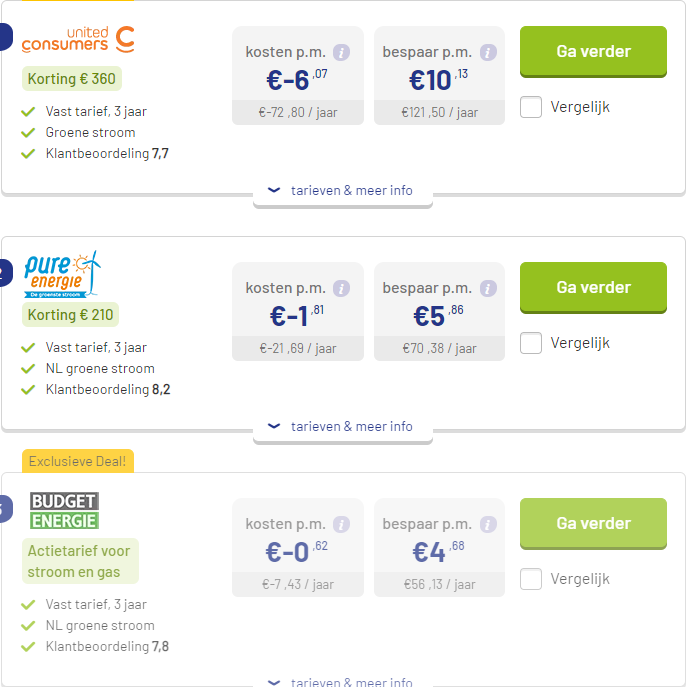 united
consumers
Korting € 360
Vast tarief, 3 jaar
Groene stroom
Klantbeoordeling 7,7
kosten p.m. i
€-6 ,07
€-72 ,80 / jaar
bespaar p.m. i
€10 ,13
€121 ,50 / jaar
Ga verder
Vergelijk
tarieven & meer info
pure
energie
De groenste stroom
Korting € 210
Vast tarief, 3 jaar
NL groene stroom
Klantbeoordeling 8,2
kosten p.m. i
€-1 ,81
€-21 ,69 / jaar
bespaar p.m. i
€5 ,86
€70 ,38 / jaar
Ga verder
Vergelijk
tarieven & meer info
Exclusieve Deal!
BUDGET
ENERGIE
Actietarief voor
stroom en gas
Vast tarief, 3 jaar
NL groene stroom
Klantbeoordeling 7,8
kosten p.m. i
€-0 ,62
€-7 ,43 / jaar
bespaar p.m. i
€4 ,68
€56 ,13 / jaar
Ga verder
Vergelijk
tarieven & meer info